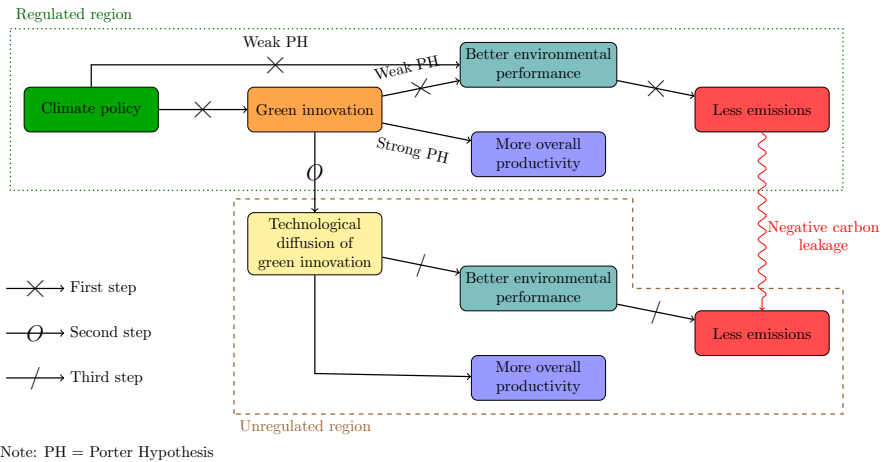 Regulated region
Weak PH
Better environmental
performance
Weak PH
Climate policy
Green innovation
Less emissions
Strong PH
More overall
productivity
O
Technological
diffusion of
green innovation
Negative carbon
leakage
Better environmental
performance
First step
O Second step
Less emissions
Third step
More overall
productivity
Unregulated region
Note: PH = Porter Hypothesis